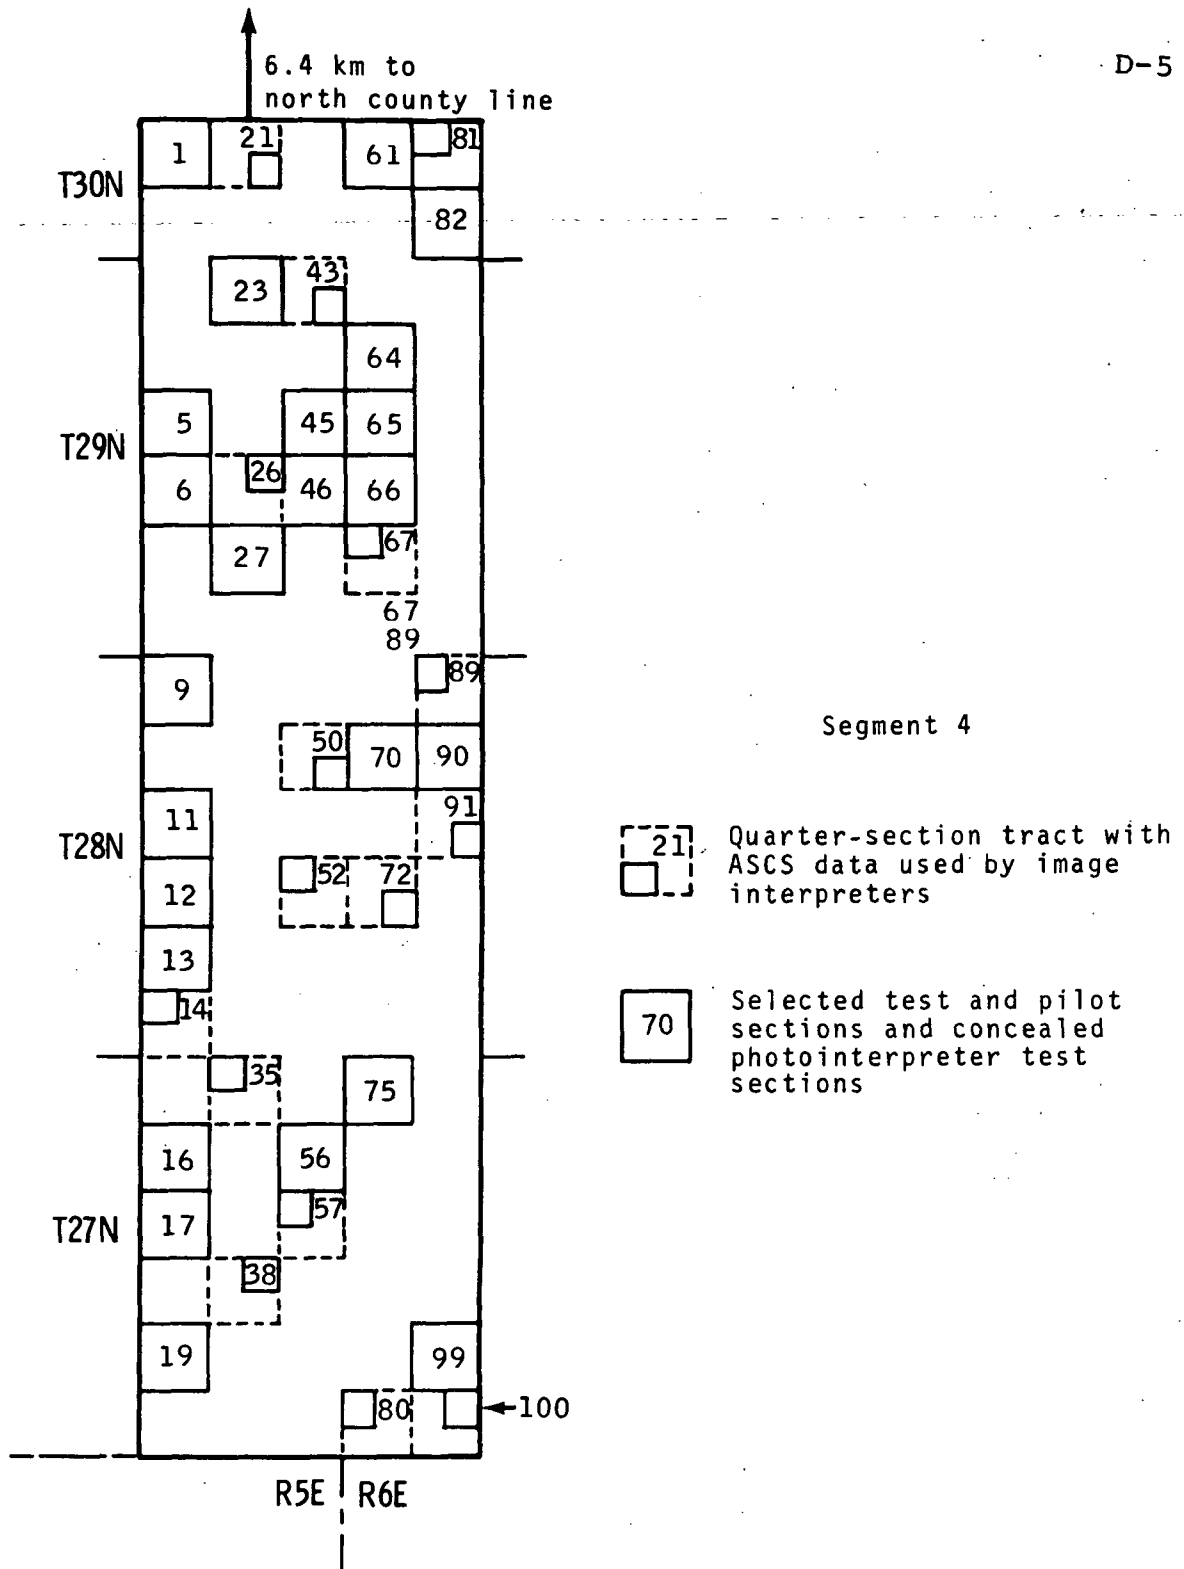 D-5
6.4 km to
north county line
21
81
1
61
T30N
82
43
23
64
5
45
65
T29N
26
6
46
66
67
27
67
89
89
9
50
70
90
91
11
T28N
52
72
12
13
14
35
75
16
56
57
17
T27N
38
19
99
80
100
R5E
R6E
Segment 4
21
Quarter-section tract with
ASCS data used by image
interpreters
70
Selected test and pilot
sections and concealed
photointerpreter test
sections